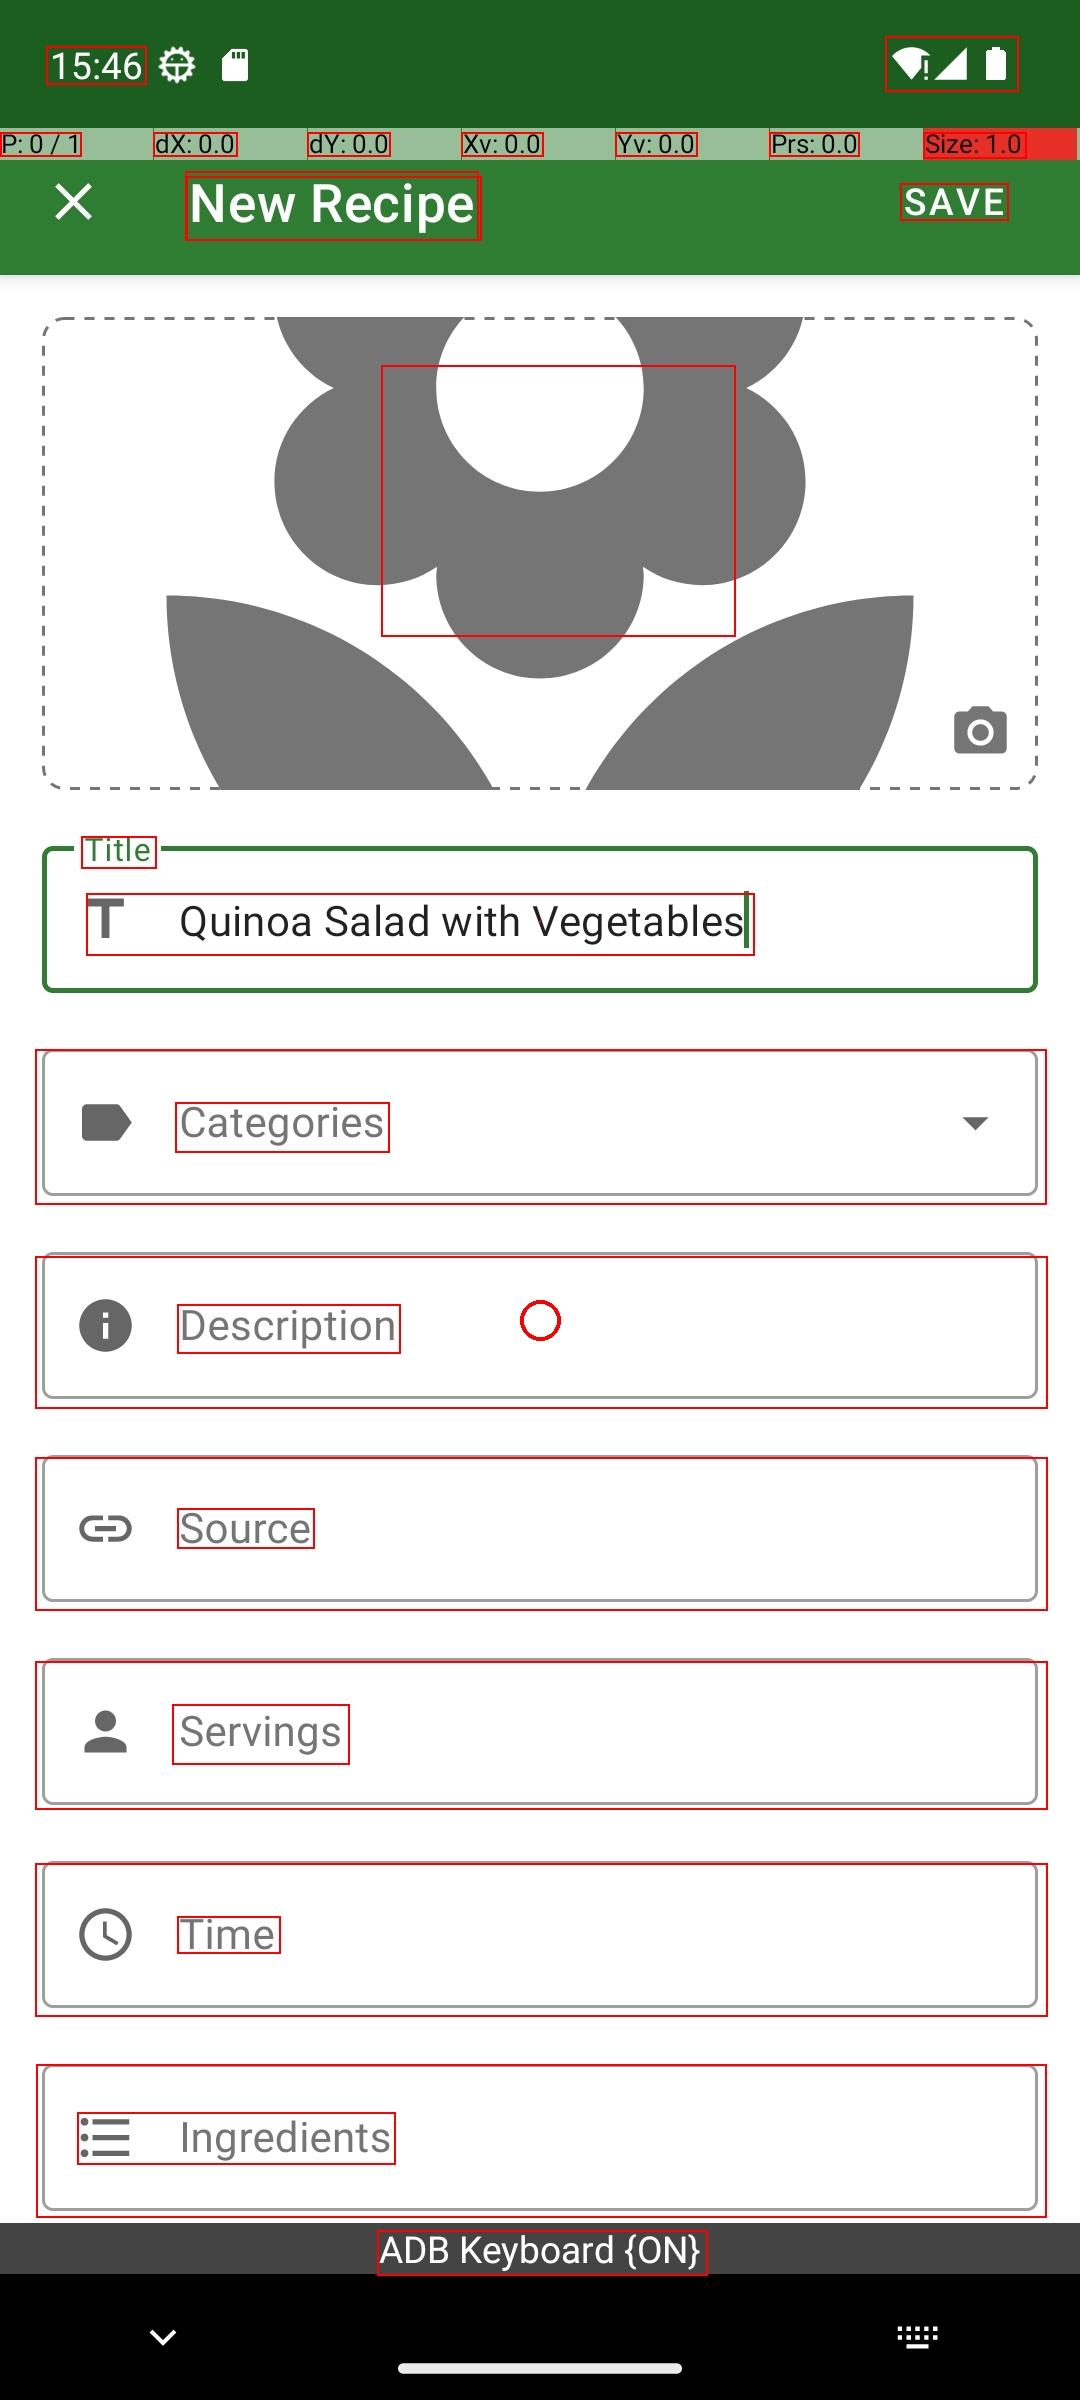 15:46
P: 0 / 1 dX: 0.0 dY: 0.0 Xv: 0.0 Yv: 0.0 Prs: 0.0 Size: 1.0
New Recipe SAVE
Title
Quinoa Salad with Vegetables
Categories
Description
Source
Servings
Time
Ingredients
ADB Keyboard {ON}